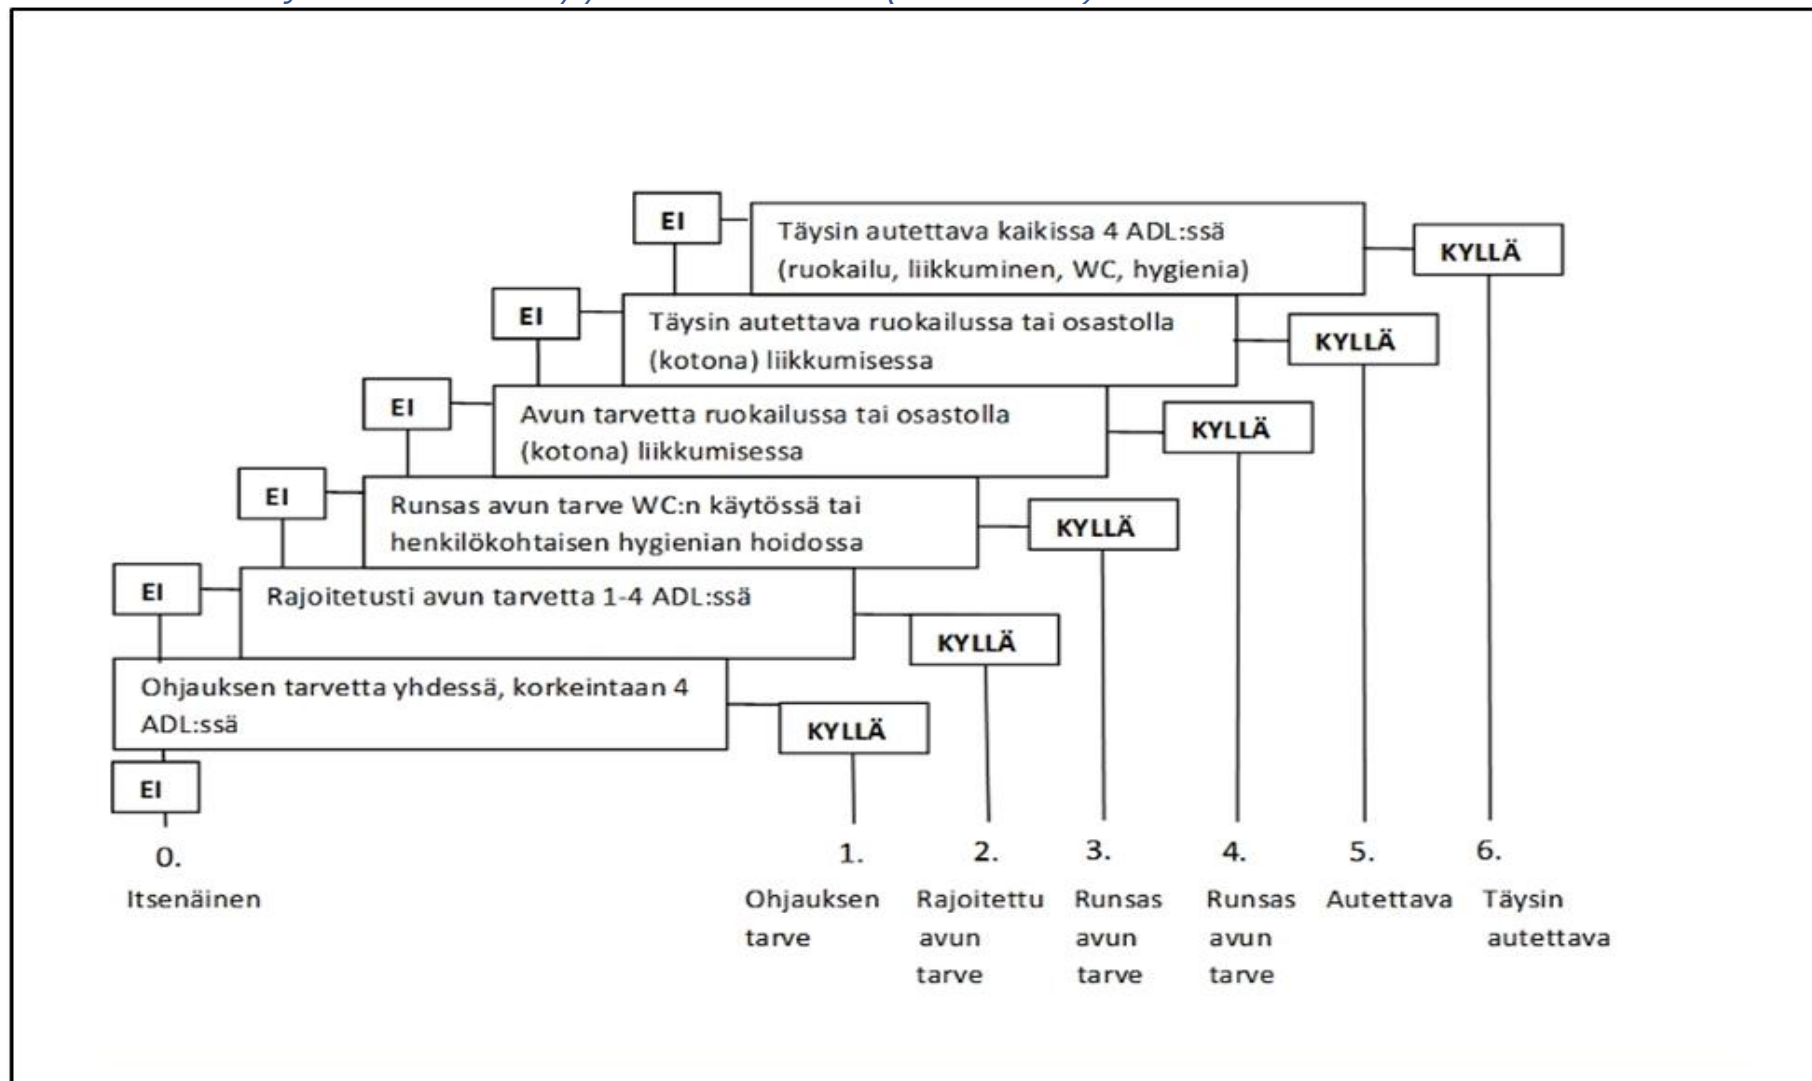 EI
Täysin autettava kaikissa 4 ADL:ssä
(ruokailu, liikkuminen, WC, hygienia)
KYLLÄ
EI
Täysin autettava ruokailussa tai osastolla
(kotona) liikkumisessa
KYLLÄ
EI
Avun tarvetta ruokailussa tai osastolla
(kotona) liikkumisessa
KYLLÄ
EI
Runsas avun tarve WC:n käytössä tai
henkilökohtaisen hygienian hoidossa
KYLLÄ
EI
Rajoitetusti avun tarvetta 1-4 ADL:ssä
KYLLÄ
Ohjauksen tarvetta yhdessä, korkeintaan 4
ADL:ssä
KYLLÄ
EI
0.
Itsenäinen
1.
Ohjauksen
tarve
2.
Rajoitettu
avun
tarve
3.
Runsas
avun
tarve
4.
Runsas
avun
tarve
5.
Autettava
6.
Täysin
autettava